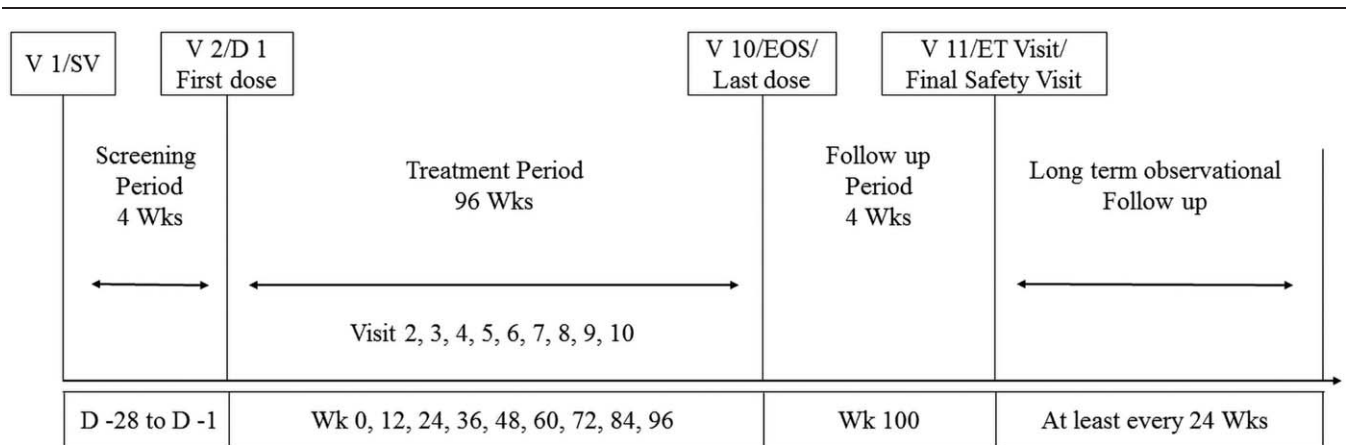 V 1/SV
V 2/D 1
First dose
V 10/EOS/
Last dose
V 11/ET Visit/
Final Safety Visit
Screening
Period
4 Wks
Treatment Period
96 Wks
Follow up
Period
4 Wks
Long term observational
Follow up
Visit 2, 3, 4, 5, 6, 7, 8, 9, 10
D -28 to D -1
Wk 0, 12, 24, 36, 48, 60, 72, 84, 96
Wk 100
At least every 24 Wks